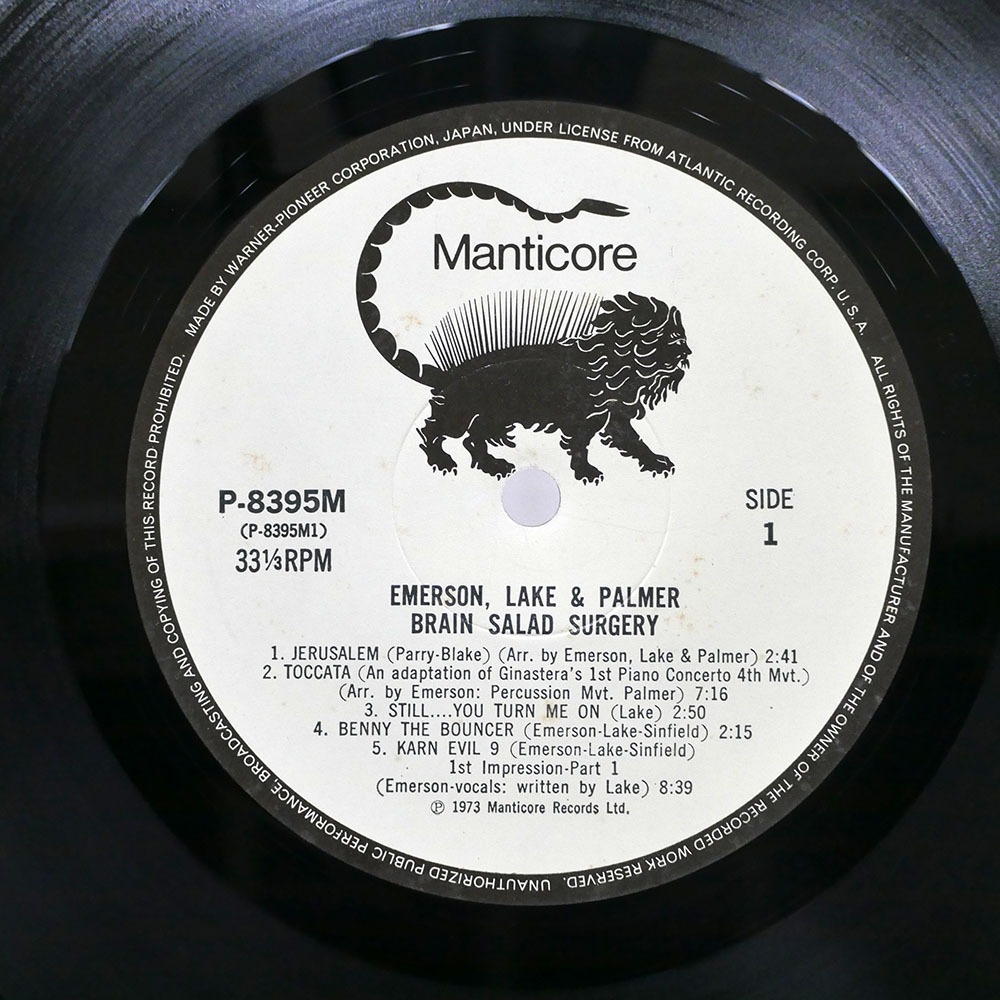 MADE BY WARNER-PIONEER CORPORATION, JAPAN, UNDER LICENSE FROM ATLANTIC RECORDING CORP. U.S.A. ALL RIGHTS OF THE MANUFACTURER AND OF THE OWNER OF THE RECORDED WORK RESERVED. UNAUTHORIZED PUBLIC PERFORMANCE, BROADCASTING AND COPYING OF THIS RECORD PROHIBITED.
Manticore
P-8395M
(P-8395M1)
33⅓RPM
SIDE
1
EMERSON, LAKE & PALMER
BRAIN SALAD SURGERY
1. JERUSALEM (Parry-Blake) (Arr. by Emerson, Lake & Palmer) 2:41
2. TOCCATA (An adaptation of Ginastera's 1st Piano Concerto 4th Mvt.)
(Arr. by Emerson: Percussion Mvt. Palmer) 7:16
3. STILL....YOU TURN ME ON (Lake) 2:50
4. BENNY THE BOUNCER (Emerson-Lake-Sinfield) 2:15
5. KARN EVIL 9 (Emerson-Lake-Sinfield)
1st Impression-Part 1
(Emerson-vocals: written by Lake) 8:39
℗ 1973 Manticore Records Ltd.